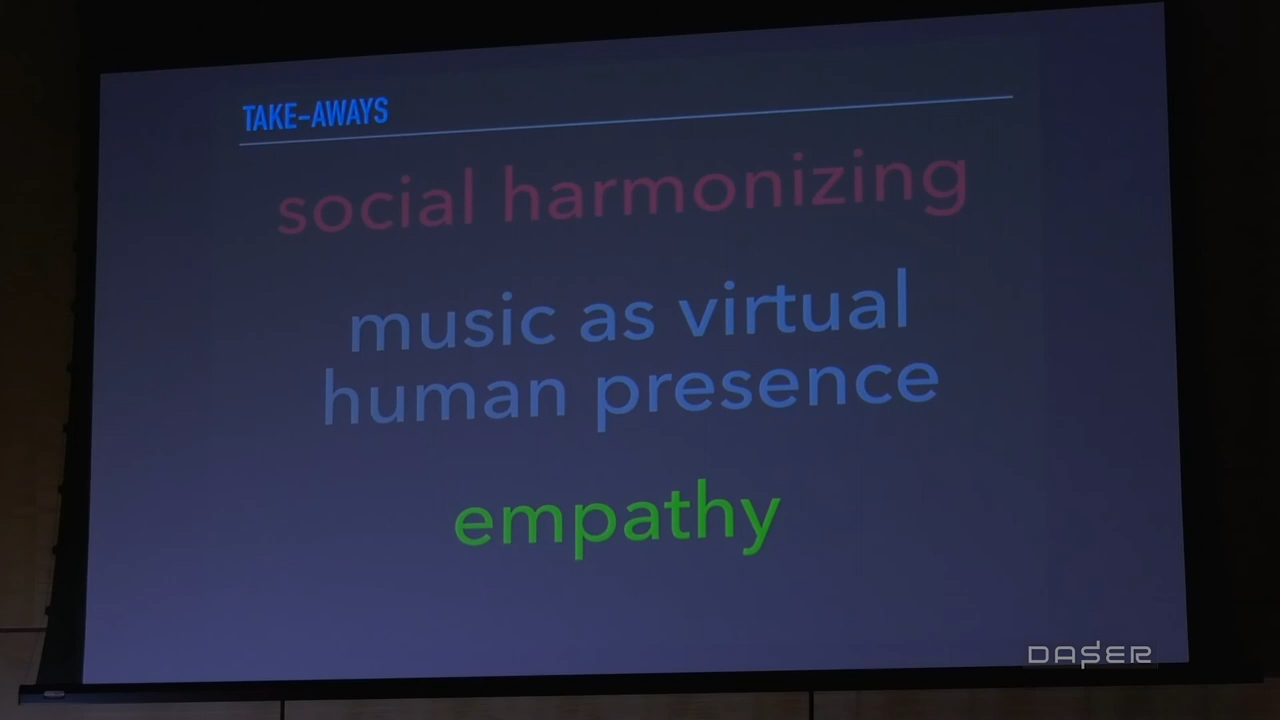 TAKE-AWAYS
social harmonizing
music as virtual
human presence
empathy
DASER